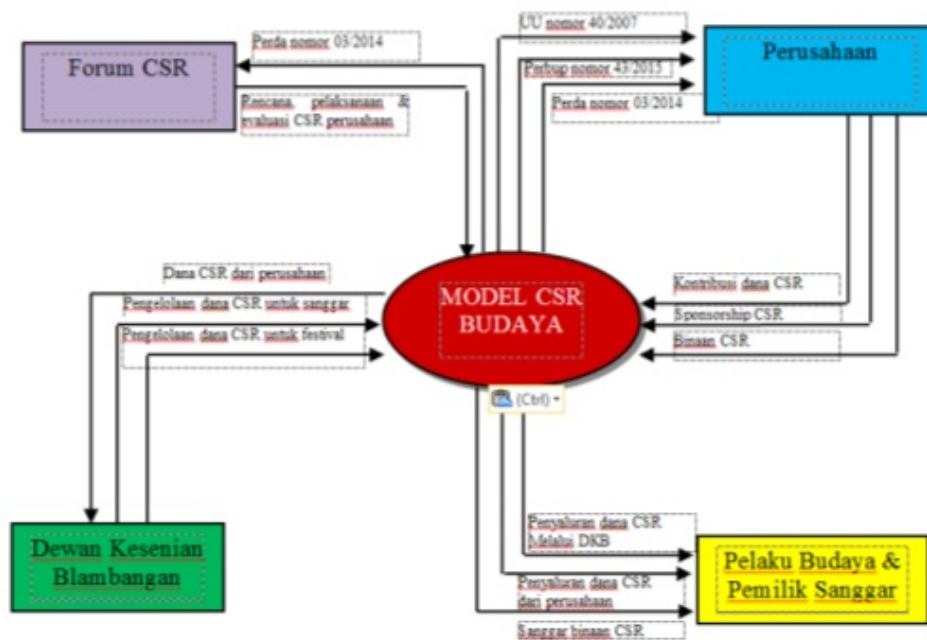 Forum CSR
Perda nomor 03/2014
Rencana, pelaksanaan &
evaluasi CSR perusahaan
UU nomor 40/2007
Perbup nomor 43/2015
Perda nomor 03/2014
Perusahaan
Dana CSR dari perusahaan
Pengelolaan dana CSR untuk sanggar
Pengelolaan dana CSR untuk festival
MODEL CSR
BUDAYA
Kontribusi dana CSR
Sponsorship CSR
Binaan CSR
(Ctrl)
Dewan Kesenian
Blambangan
Penyaluran dana CSR
Melalui DKB
Penyaluran dana CSR
dari perusahaan
Sanggar binaan CSR
Pelaku Budaya &
Pemilik Sanggar